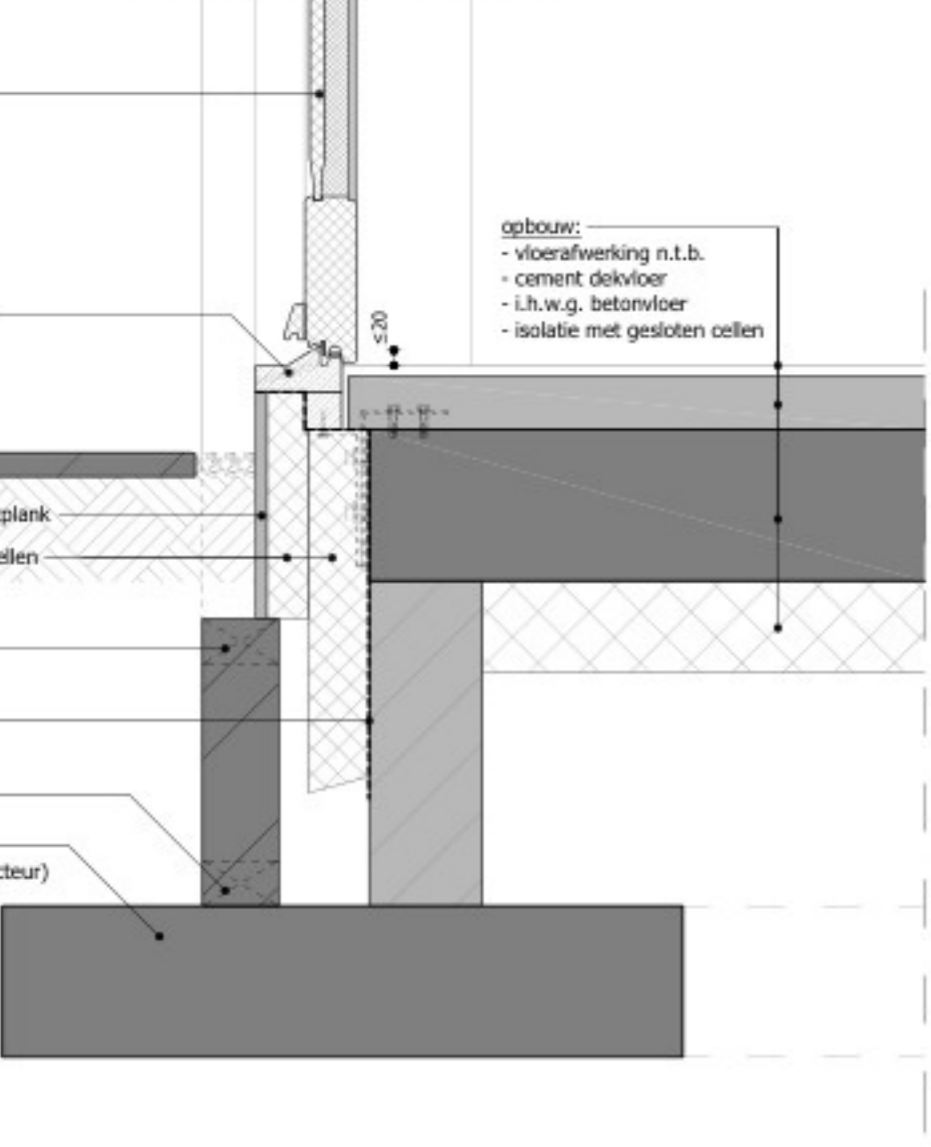 opbouw:
- vloerafwerking n.t.b.
- cement dekvloer
- i.h.w.g. betonvloer
- isolatie met gesloten cellen
≤20
plank
ellen
cteur)